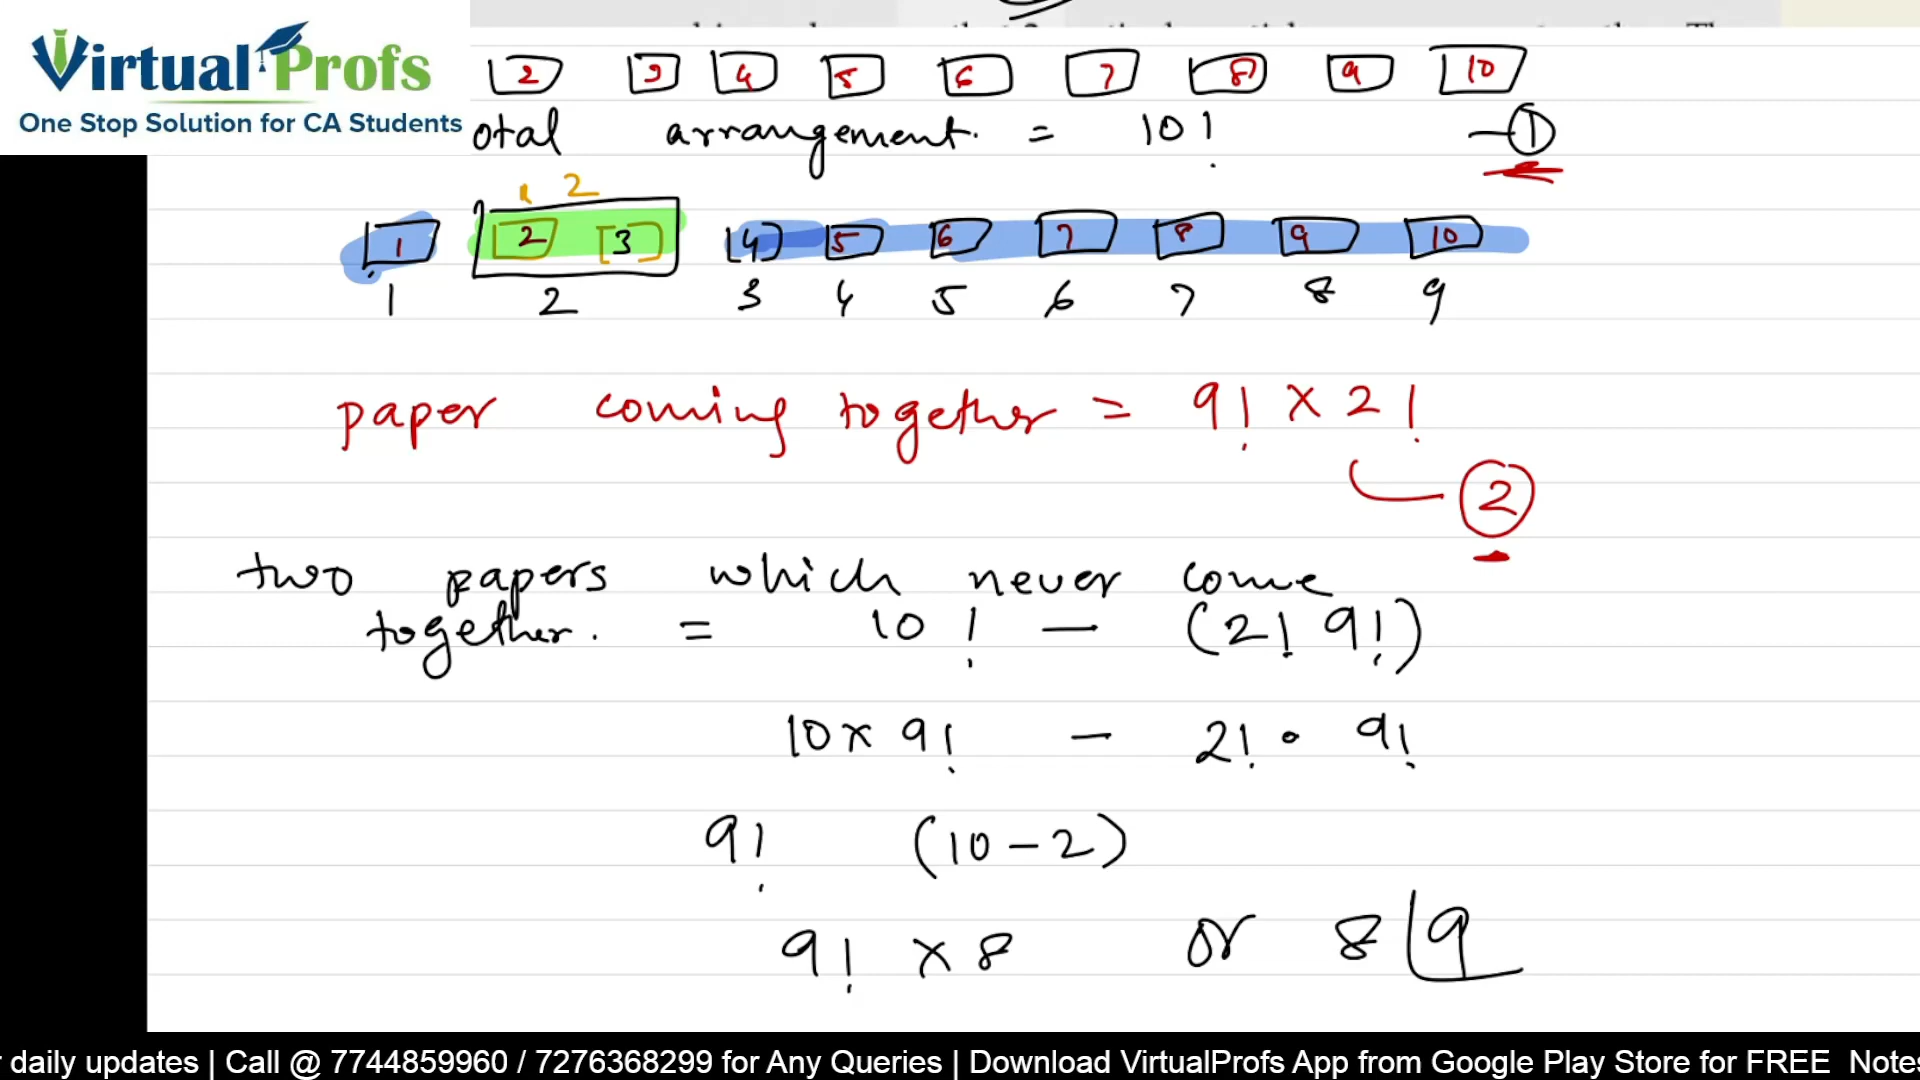 Virtual Profs
One Stop Solution for CA Students
2 3 4 5 6 7 8 9 10
otal arrangement. = 10! — 1
1 2
1 2 3 4 5 6 7 8 9 10
1 2 3 4 5 6 7 8 9
paper coming together = 9! × 2!
2
two papers which never come
together. = 10! — (2! 9!)
10 × 9! — 2! • 9!
9! (10 – 2)
9! × 8 or 8 |9
daily updates | Call @ 7744859960 / 7276368299 for Any Queries | Download VirtualProfs App from Google Play Store for FREE Notes